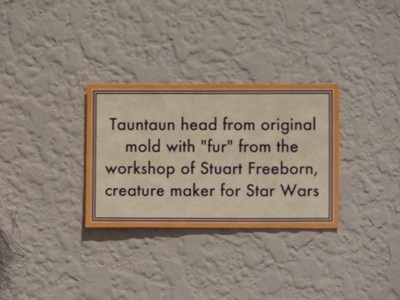 Tauntaun head from original
mold with "fur" from the
workshop of Stuart Freeborn,
creature maker for Star Wars